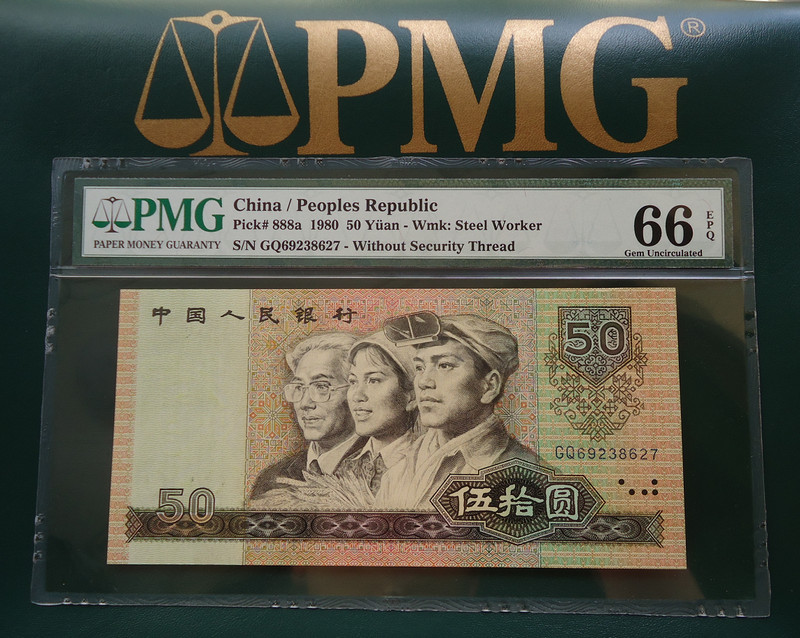 PMG®
PMG
PAPER MONEY GUARANTY
China / Peoples Republic
Pick# 888a 1980 50 Yüan - Wmk: Steel Worker
S/N GQ69238627 - Without Security Thread
66 EPQ
Gem Uncirculated
中国人民银行
50
GQ69238627
50
伍拾圆